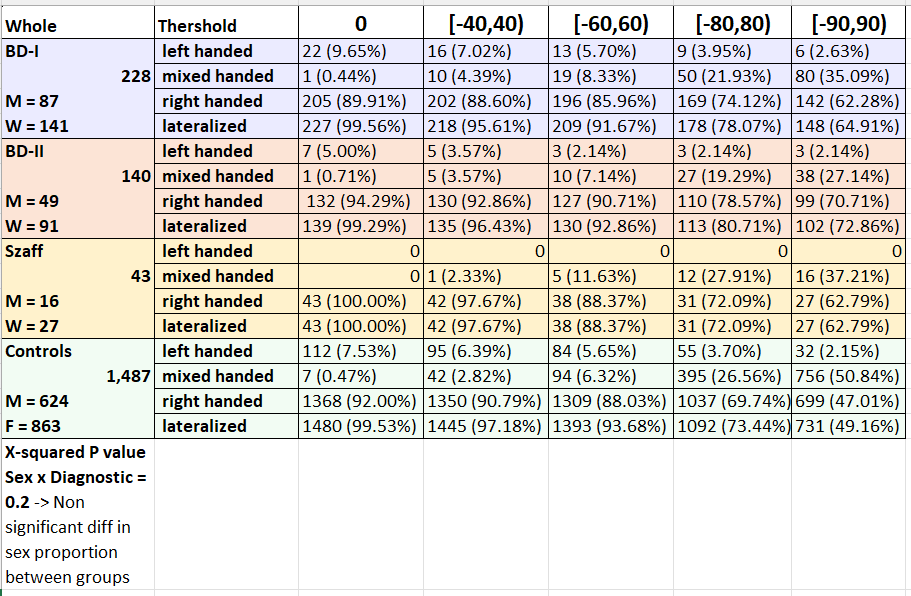 Whole Thershold 0 [-40,40) [-60,60) [-80,80) [-90,90)
BD-I left handed 22 (9.65%) 16 (7.02%) 13 (5.70%) 9 (3.95%) 6 (2.63%)
228 mixed handed 1 (0.44%) 10 (4.39%) 19 (8.33%) 50 (21.93%) 80 (35.09%)
M = 87 right handed 205 (89.91%) 202 (88.60%) 196 (85.96%) 169 (74.12%) 142 (62.28%)
W = 141 lateralized 227 (99.56%) 218 (95.61%) 209 (91.67%) 178 (78.07%) 148 (64.91%)
BD-II left handed 7 (5.00%) 5 (3.57%) 3 (2.14%) 3 (2.14%) 3 (2.14%)
140 mixed handed 1 (0.71%) 5 (3.57%) 10 (7.14%) 27 (19.29%) 38 (27.14%)
M = 49 right handed 132 (94.29%) 130 (92.86%) 127 (90.71%) 110 (78.57%) 99 (70.71%)
W = 91 lateralized 139 (99.29%) 135 (96.43%) 130 (92.86%) 113 (80.71%) 102 (72.86%)
Szaff left handed 0 0 0 0 0
43 mixed handed 0 1 (2.33%) 5 (11.63%) 12 (27.91%) 16 (37.21%)
M = 16 right handed 43 (100.00%) 42 (97.67%) 38 (88.37%) 31 (72.09%) 27 (62.79%)
W = 27 lateralized 43 (100.00%) 42 (97.67%) 38 (88.37%) 31 (72.09%) 27 (62.79%)
Controls left handed 112 (7.53%) 95 (6.39%) 84 (5.65%) 55 (3.70%) 32 (2.15%)
1,487 mixed handed 7 (0.47%) 42 (2.82%) 94 (6.32%) 395 (26.56%) 756 (50.84%)
M = 624 right handed 1368 (92.00%) 1350 (90.79%) 1309 (88.03%) 1037 (69.74%) 699 (47.01%)
F = 863 lateralized 1480 (99.53%) 1445 (97.18%) 1393 (93.68%) 1092 (73.44%) 731 (49.16%)
X-squared P value
Sex x Diagnostic =
0.2 -> Non
significant diff in
sex proportion
between groups